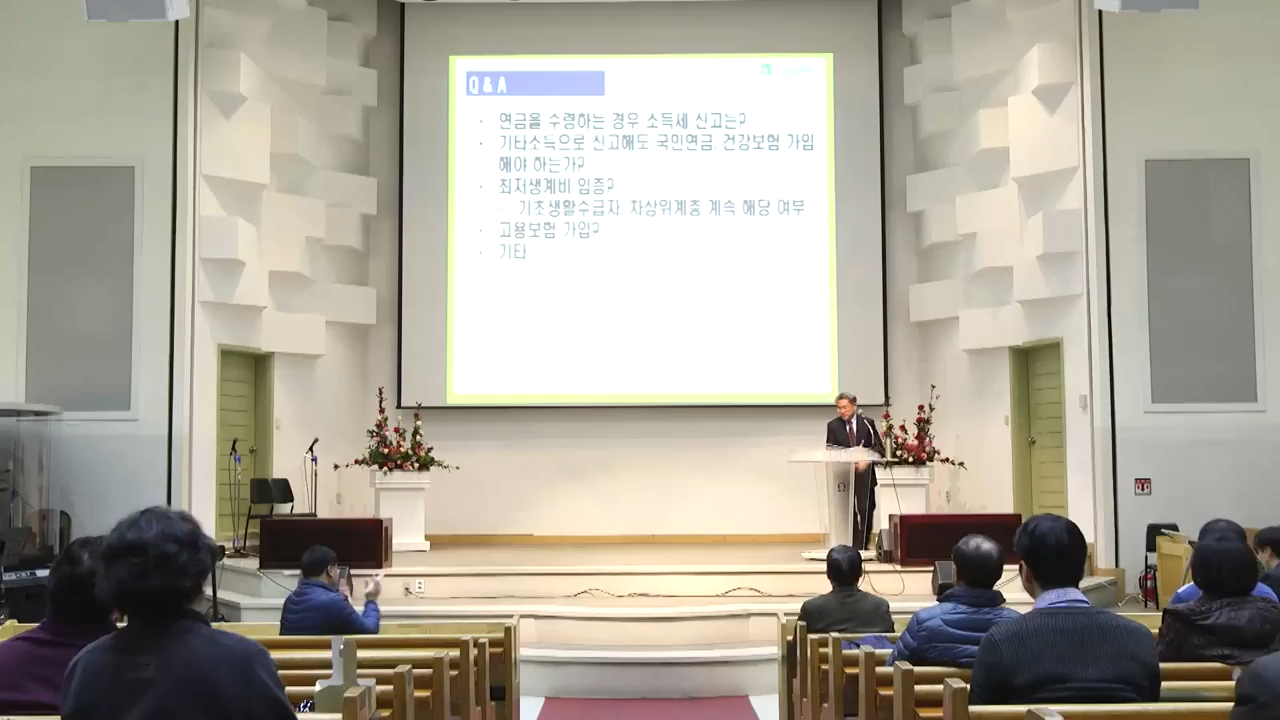 Q & A
· 연금을 수령하는 경우 소득세 신고는?
· 기타소득으로 신고해도 국민연금, 건강보험 가입
해야 하는가?
· 최저생계비 입증?
- 기초생활수급자, 차상위계층 계속 해당 여부
· 고용보험 가입?
· 기타